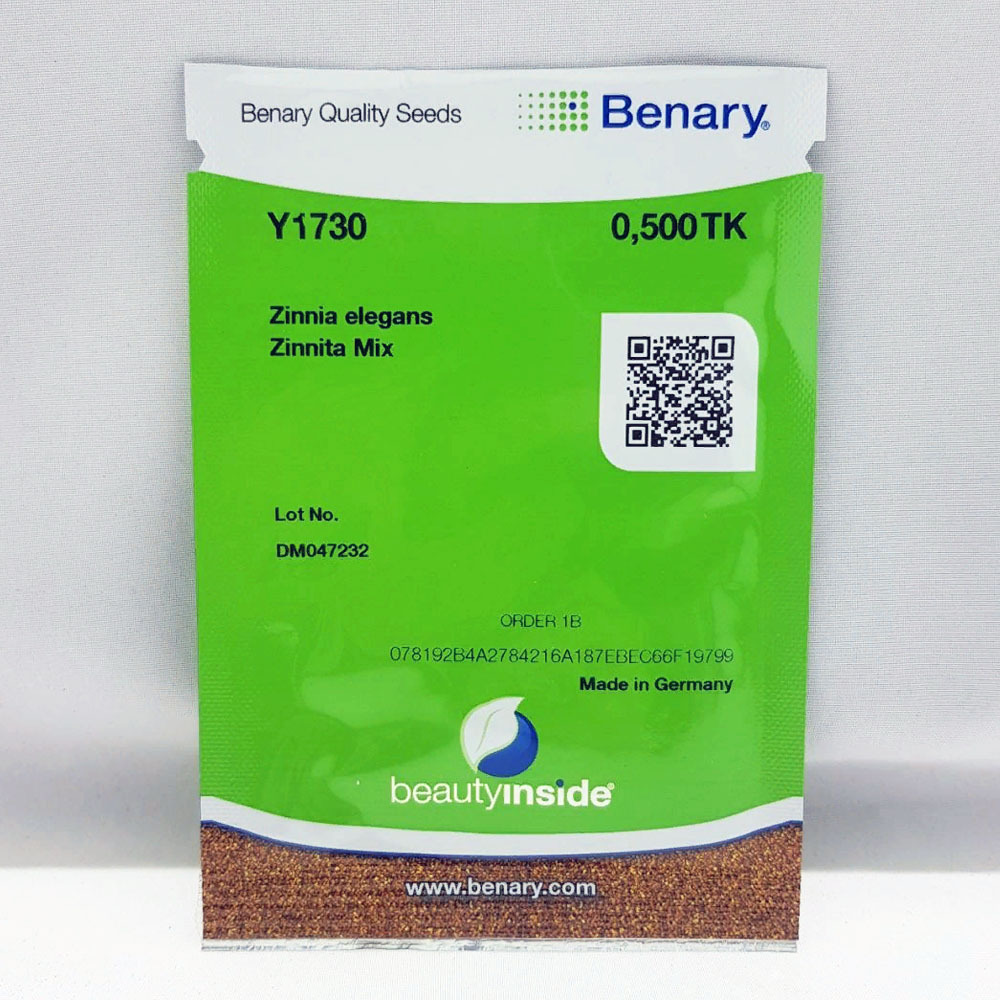 Benary Quality Seeds
Benary®
Y1730
0,500 TK
Zinnia elegans
Zinnita Mix
Lot No.
DM047232
ORDER 1B
078192B4A2784216A187EBEC66F19799
Made in Germany
beautyinside®
www.benary.com